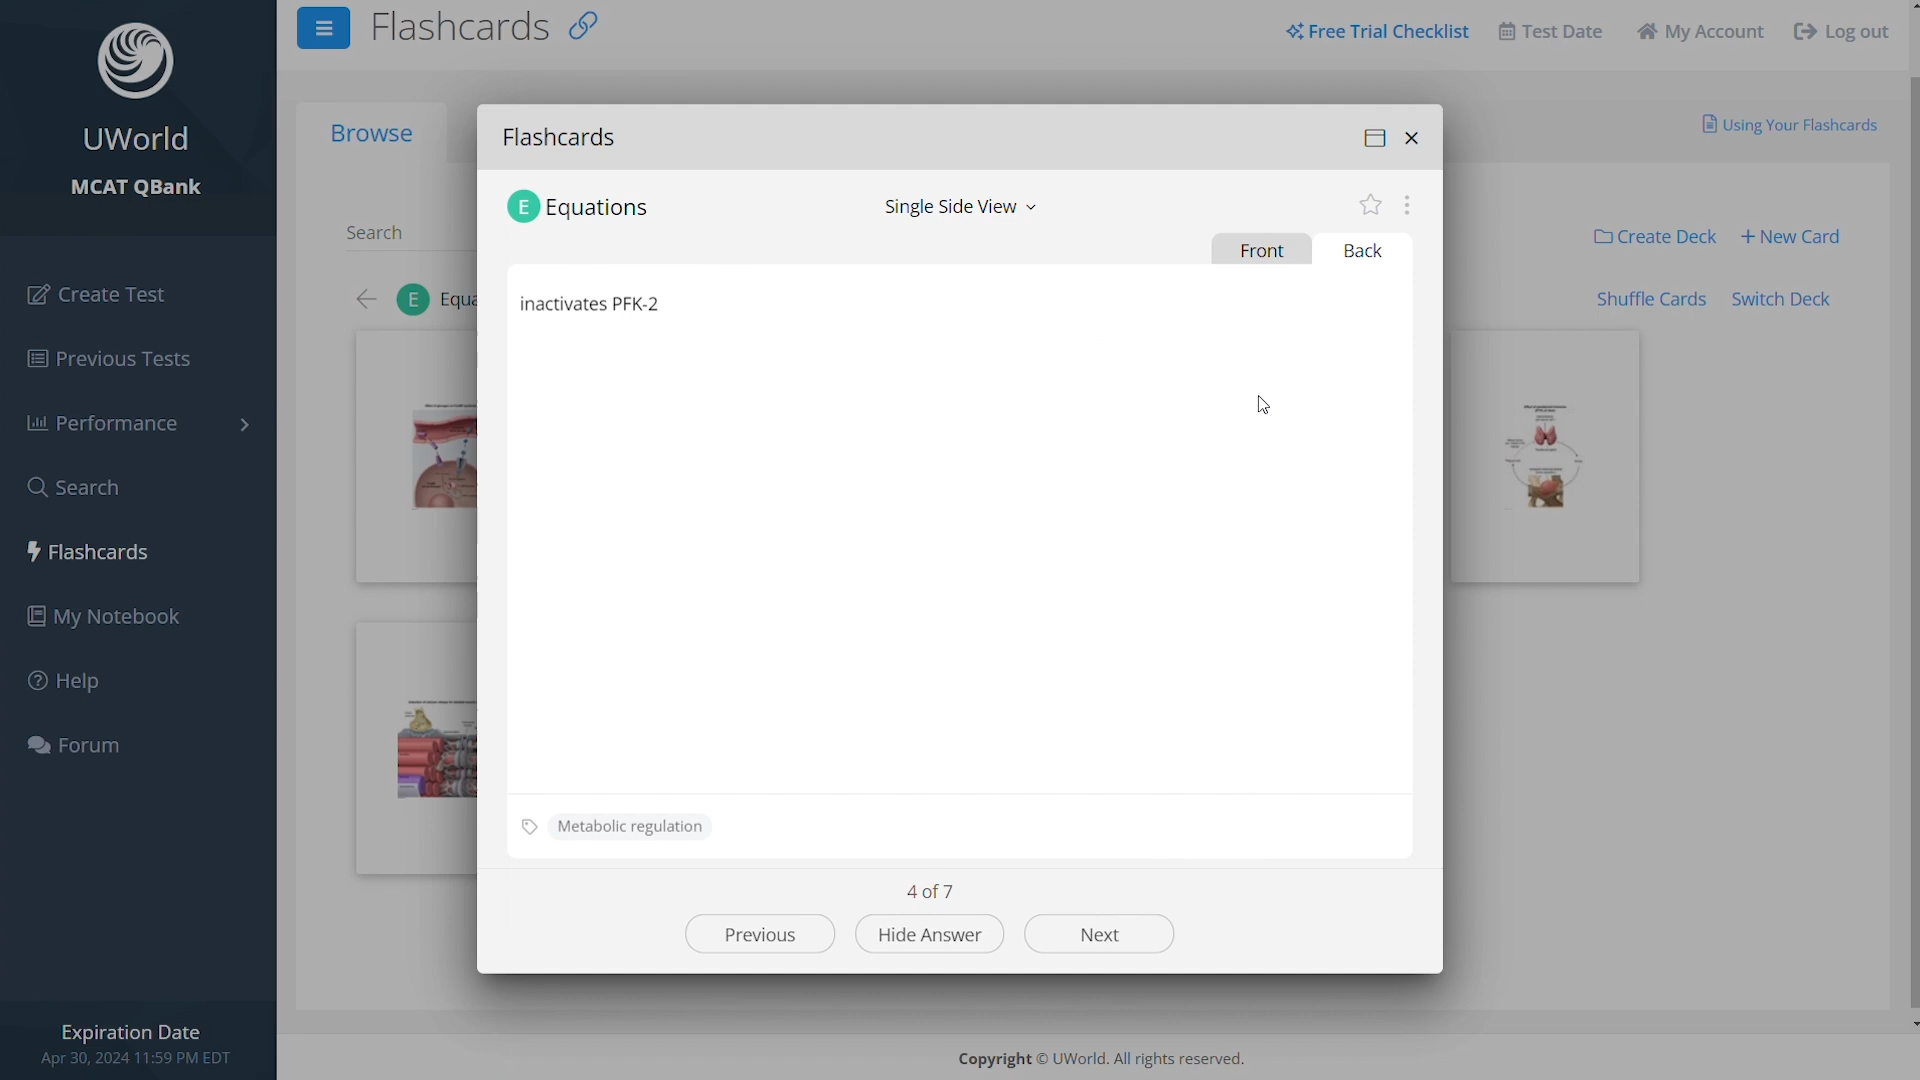 UWorld
MCAT QBank
Create Test
Previous Tests
Performance
Search
Flashcards
My Notebook
Help
Forum
Expiration Date
Apr 30, 2024 11:59 PM EDT
Flashcards
Free Trial Checklist
Test Date
My Account
Log out
Browse
Using Your Flashcards
Search
Create Deck
+ New Card
E Equa
Shuffle Cards
Switch Deck
Flashcards
E Equations
Single Side View
Front
Back
inactivates PFK-2
Metabolic regulation
4 of 7
Previous
Hide Answer
Next
Copyright © UWorld. All rights reserved.